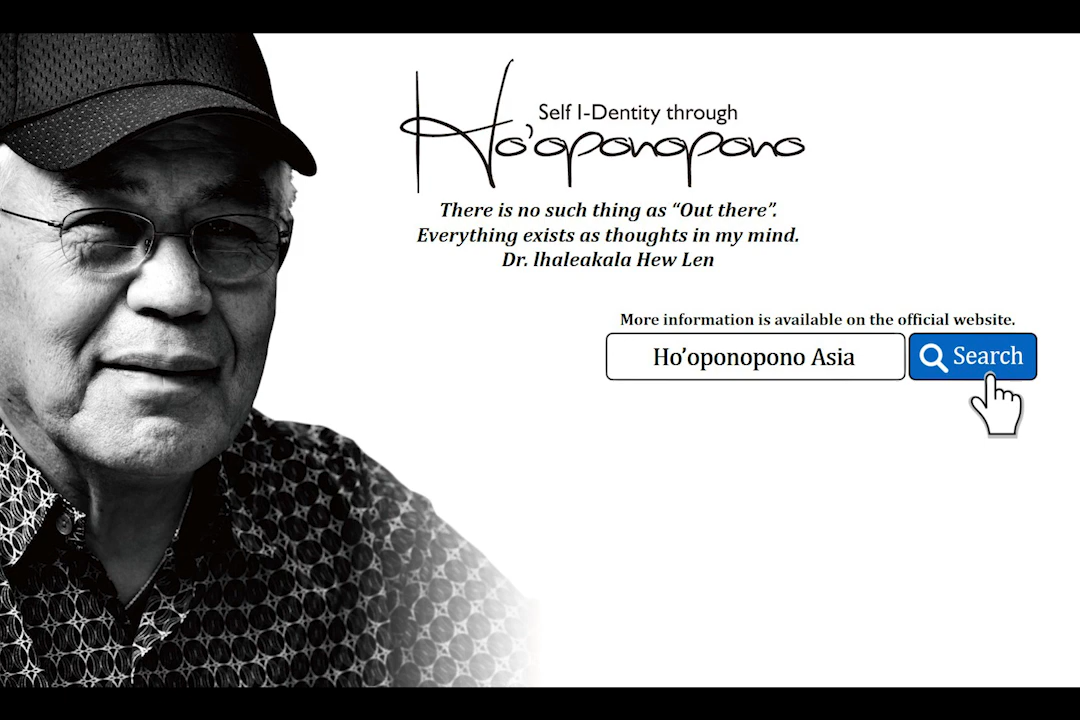 Self I-Dentity through
Ho'oponopono
There is no such thing as “Out there”.
Everything exists as thoughts in my mind.
Dr. lhaleakala Hew Len
More information is available on the official website.
Ho’oponopono Asia
Search